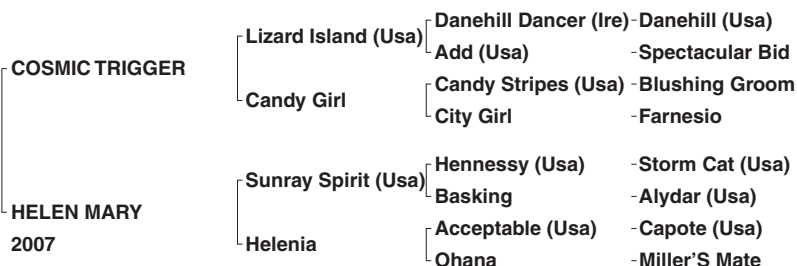 Danehill Dancer (Ire) Danehill (Usa)
Lizard Island (Usa)
Add (Usa) Spectacular Bid
COSMIC TRIGGER
Candy Stripes (Usa) Blushing Groom
Candy Girl
City Girl Farnesio
Hennessy (Usa) Storm Cat (Usa)
Sunray Spirit (Usa)
Basking Alydar (Usa)
HELEN MARY
Acceptable (Usa) Capote (Usa)
2007 Helenia
Ohana Miller'S Mate